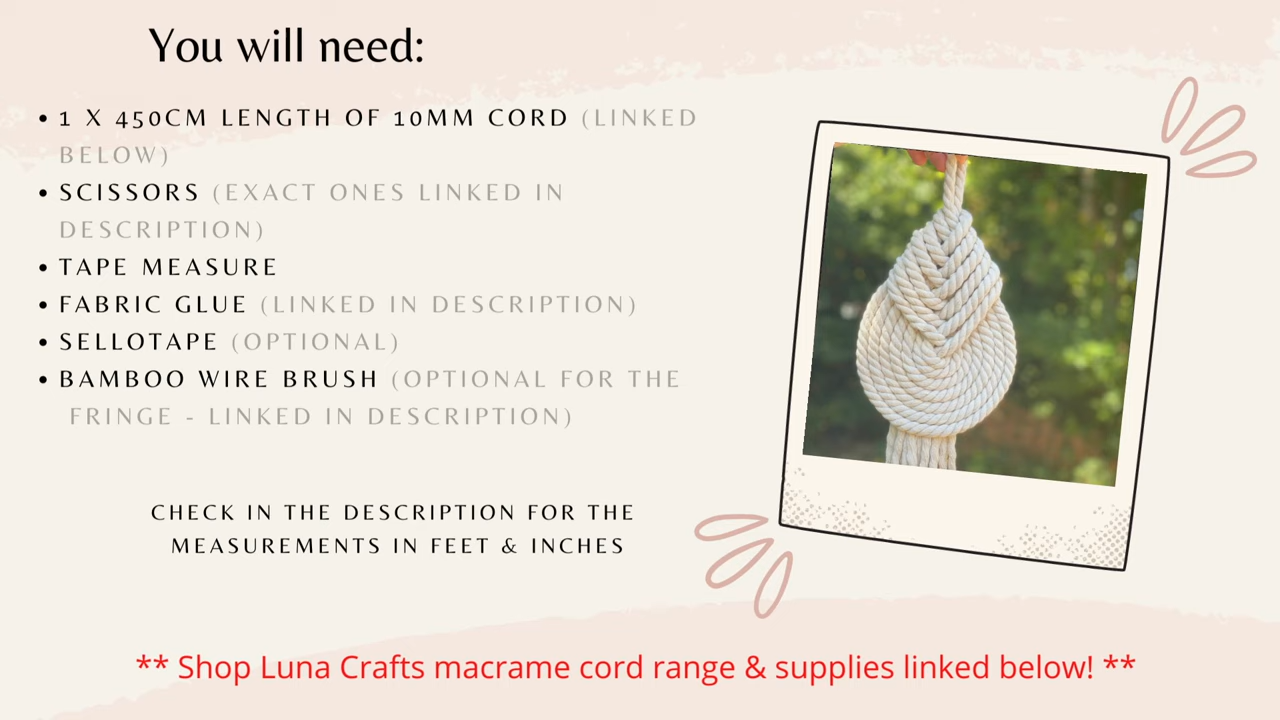 You will need:
• 1 X 450CM LENGTH OF 10MM CORD (LINKED
BELOW)
• SCISSORS (EXACT ONES LINKED IN
DESCRIPTION)
• TAPE MEASURE
• FABRIC GLUE (LINKED IN DESCRIPTION)
• SELLOTAPE (OPTIONAL)
• BAMBOO WIRE BRUSH (OPTIONAL FOR THE
FRINGE - LINKED IN DESCRIPTION)
CHECK IN THE DESCRIPTION FOR THE
MEASUREMENTS IN FEET & INCHES
** Shop Luna Crafts macrame cord range & supplies linked below! **